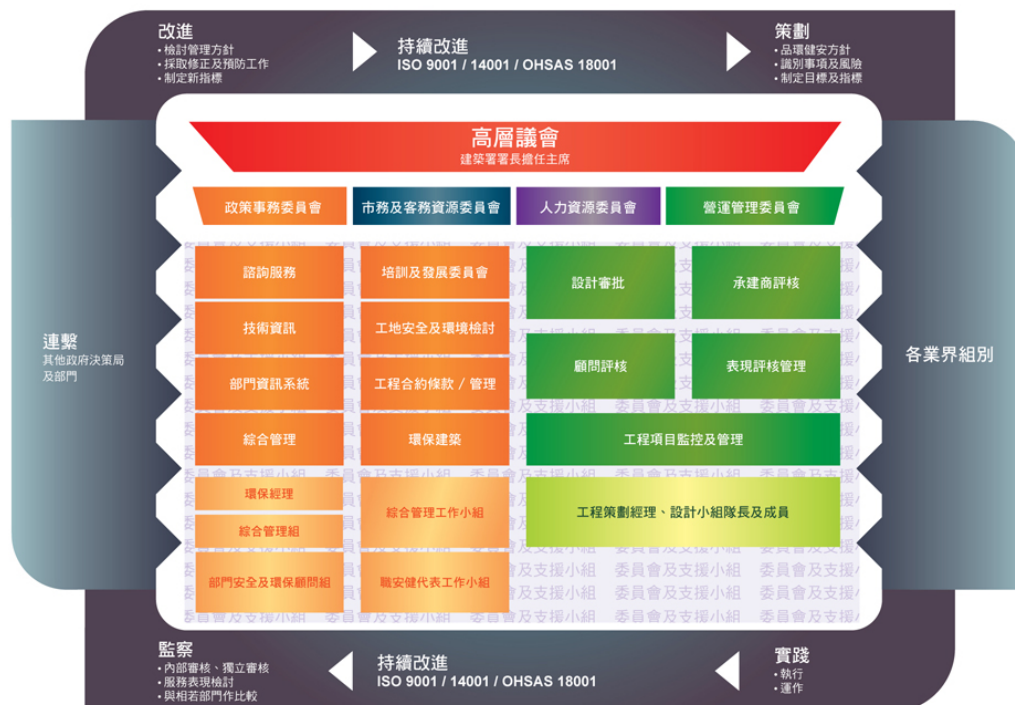 改進
• 檢討管理方針
• 採取修正及預防工作
• 制定新指標
持續改進
ISO 9001 / 14001 / OHSAS 18001
策劃
• 品環健安方針
• 識別事項及風險
• 制定目標及指標
高層議會
建築署署長擔任主席
政策事務委員會
市務及客務資源委員會
人力資源委員會
營運管理委員會
諮詢服務
培訓及發展委員會
設計審批
承建商評核
技術資訊
工地安全及環境檢討
顧問評核
表現評核管理
部門資訊系統
工程合約條款 / 管理
綜合管理
環保建築
工程項目監控及管理
環保經理
綜合管理組
綜合管理工作小組
工程策劃經理、設計小組隊長及成員
部門安全及環保顧問組
職安健代表工作小組
委員會及支援小組
連繫
其他政府決策局
及部門
各業界組別
監察
• 內部審核、獨立審核
• 服務表現檢討
• 與相若部門作比較
持續改進
ISO 9001 / 14001 / OHSAS 18001
實踐
• 執行
• 運作